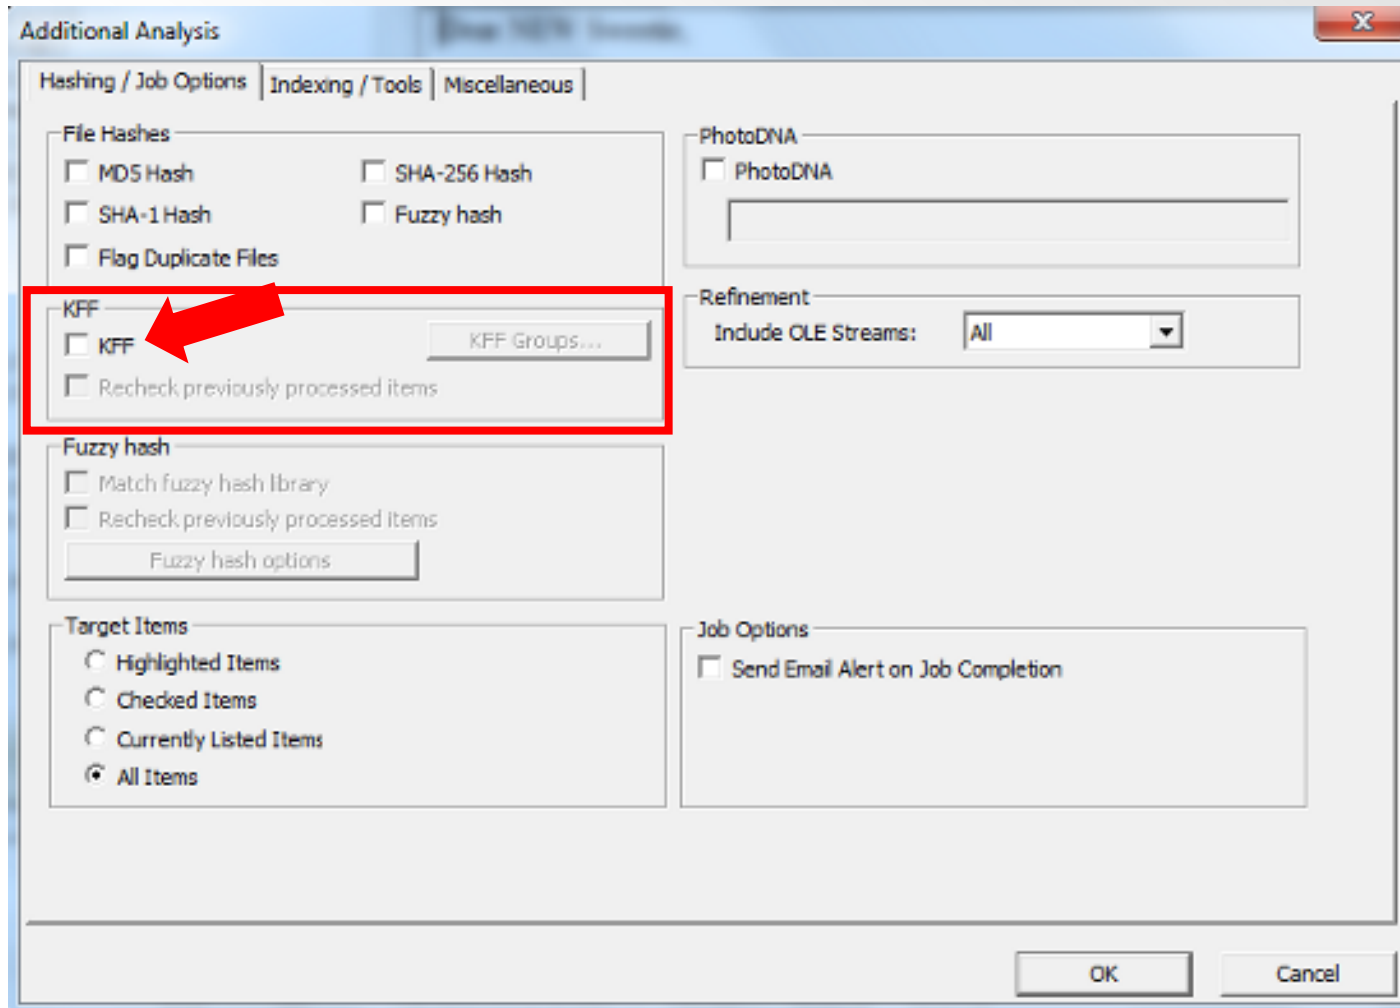 Additional Analysis
Hashing / Job Options
Indexing / Tools
Miscellaneous
File Hashes
MD5 Hash
SHA-256 Hash
SHA-1 Hash
Fuzzy hash
Flag Duplicate Files
PhotoDNA
PhotoDNA
KFF
KFF
KFF Groups...
Recheck previously processed items
Refinement
Include OLE Streams:
All
Fuzzy hash
Match fuzzy hash library
Recheck previously processed items
Fuzzy hash options
Target Items
Highlighted Items
Checked Items
Currently Listed Items
All Items
Job Options
Send Email Alert on Job Completion
OK
Cancel